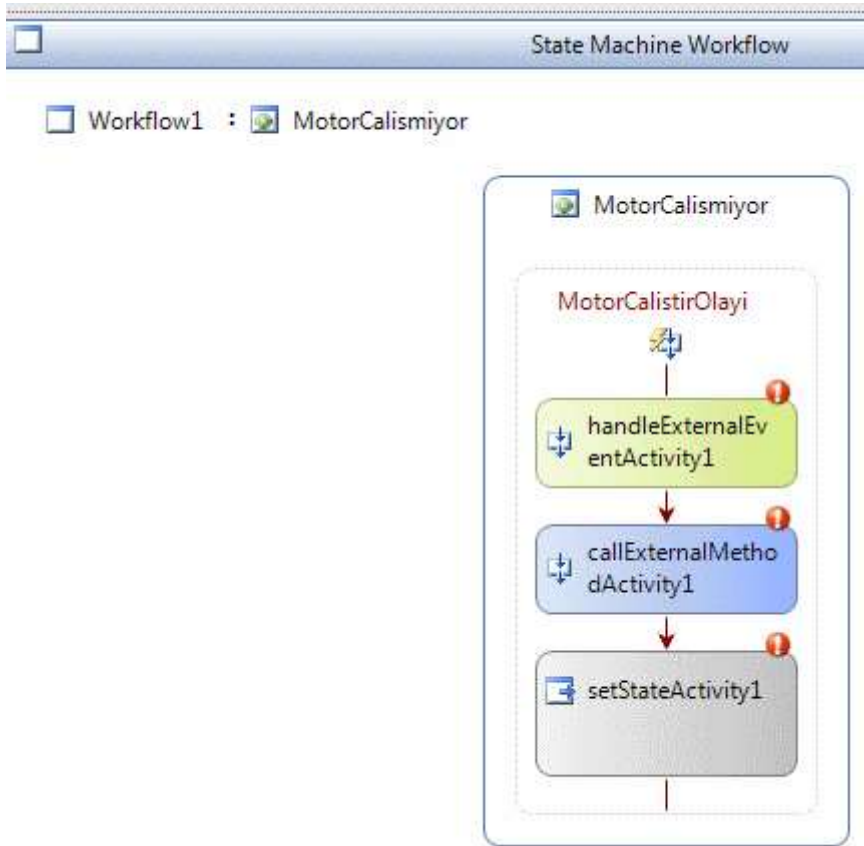 State Machine Workflow
Workflow1 : MotorCalismiyor
MotorCalismiyor
MotorCalistirOlayi
handleExternalEv
entActivity1
callExternalMetho
dActivity1
setStateActivity1